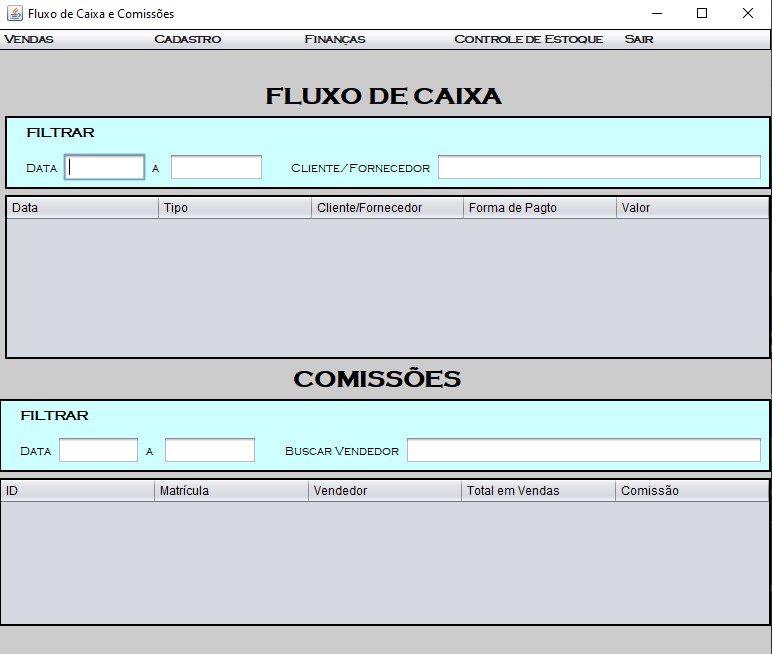 Fluxo de Caixa e Comissões
VENDAS CADASTRO FINANÇAS CONTROLE DE ESTOQUE SAIR
FLUXO DE CAIXA
FILTRAR
DATA A CLIENTE/FORNECEDOR
Data Tipo Cliente/Fornecedor Forma de Pagto Valor
COMISSÕES
FILTRAR
DATA A BUSCAR VENDEDOR
ID Matrícula Vendedor Total em Vendas Comissão